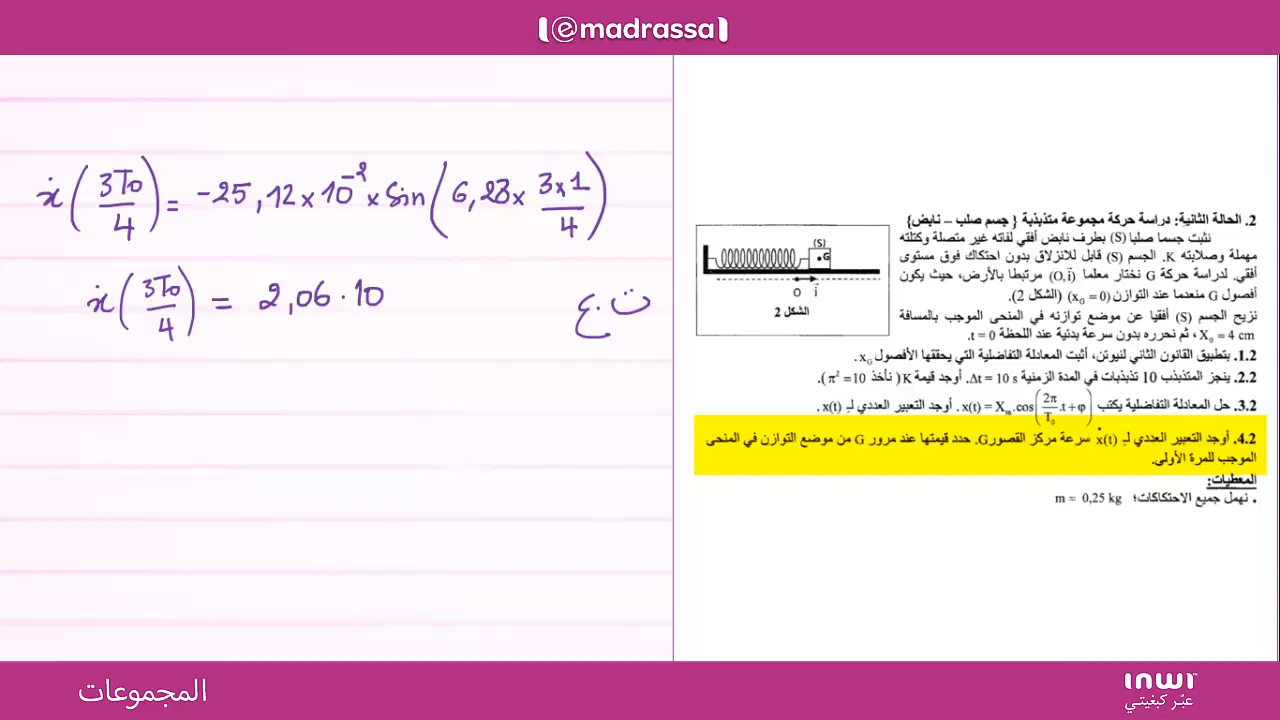 emadrassa
ẋ(3T0/4) = -25,12 × 10^-2 × sin(6,28 × 3×1/4)
ẋ(3T0/4) = 2,06 · 10
ت.ع
2. الحالة الثانية: دراسة حركة مجموعة متذبذبة { جسم صلب – نابض}
نثبت جسما صلبا (S) بطرف نابض أفقي لفاته غير متصلة وكتلته
مهملة وصلابته K. الجسم (S) قابل للانزلاق بدون احتكاك فوق مستوى
أفقي. لدراسة حركة G نختار معلما (O,i⃗) مرتبطا بالأرض، حيث يكون
أفصول G منعدما عند التوازن (xG = 0) (الشكل 2).
نزيح الجسم (S) أفقيا عن موضع توازنه في المنحى الموجب بالمسافة
X0 = 4 cm ، ثم نحرره بدون سرعة بدئية عند اللحظة t = 0.
(S)
G
O i⃗
الشكل 2
1.2. بتطبيق القانون الثاني لنيوتن، أثبت المعادلة التفاضلية التي يحققها الأفصول xG.
2.2. ينجز المتذبذب 10 تذبذبات في المدة الزمنية Δt = 10 s. أوجد قيمة K ( نأخذ π² = 10 ).
3.2. حل المعادلة التفاضلية يكتب x(t) = Xm.cos(2π/T0 .t + φ). أوجد التعبير العددي لـ x(t).
4.2. أوجد التعبير العددي لـ ẋ(t) سرعة مركز القصور G. حدد قيمتها عند مرور G من موضع التوازن في المنحى
الموجب للمرة الأولى.
المعطيات:
• نهمل جميع الاحتكاكات؛ m = 0,25 kg
المجموعات
inwi
عبّر كبغيتي